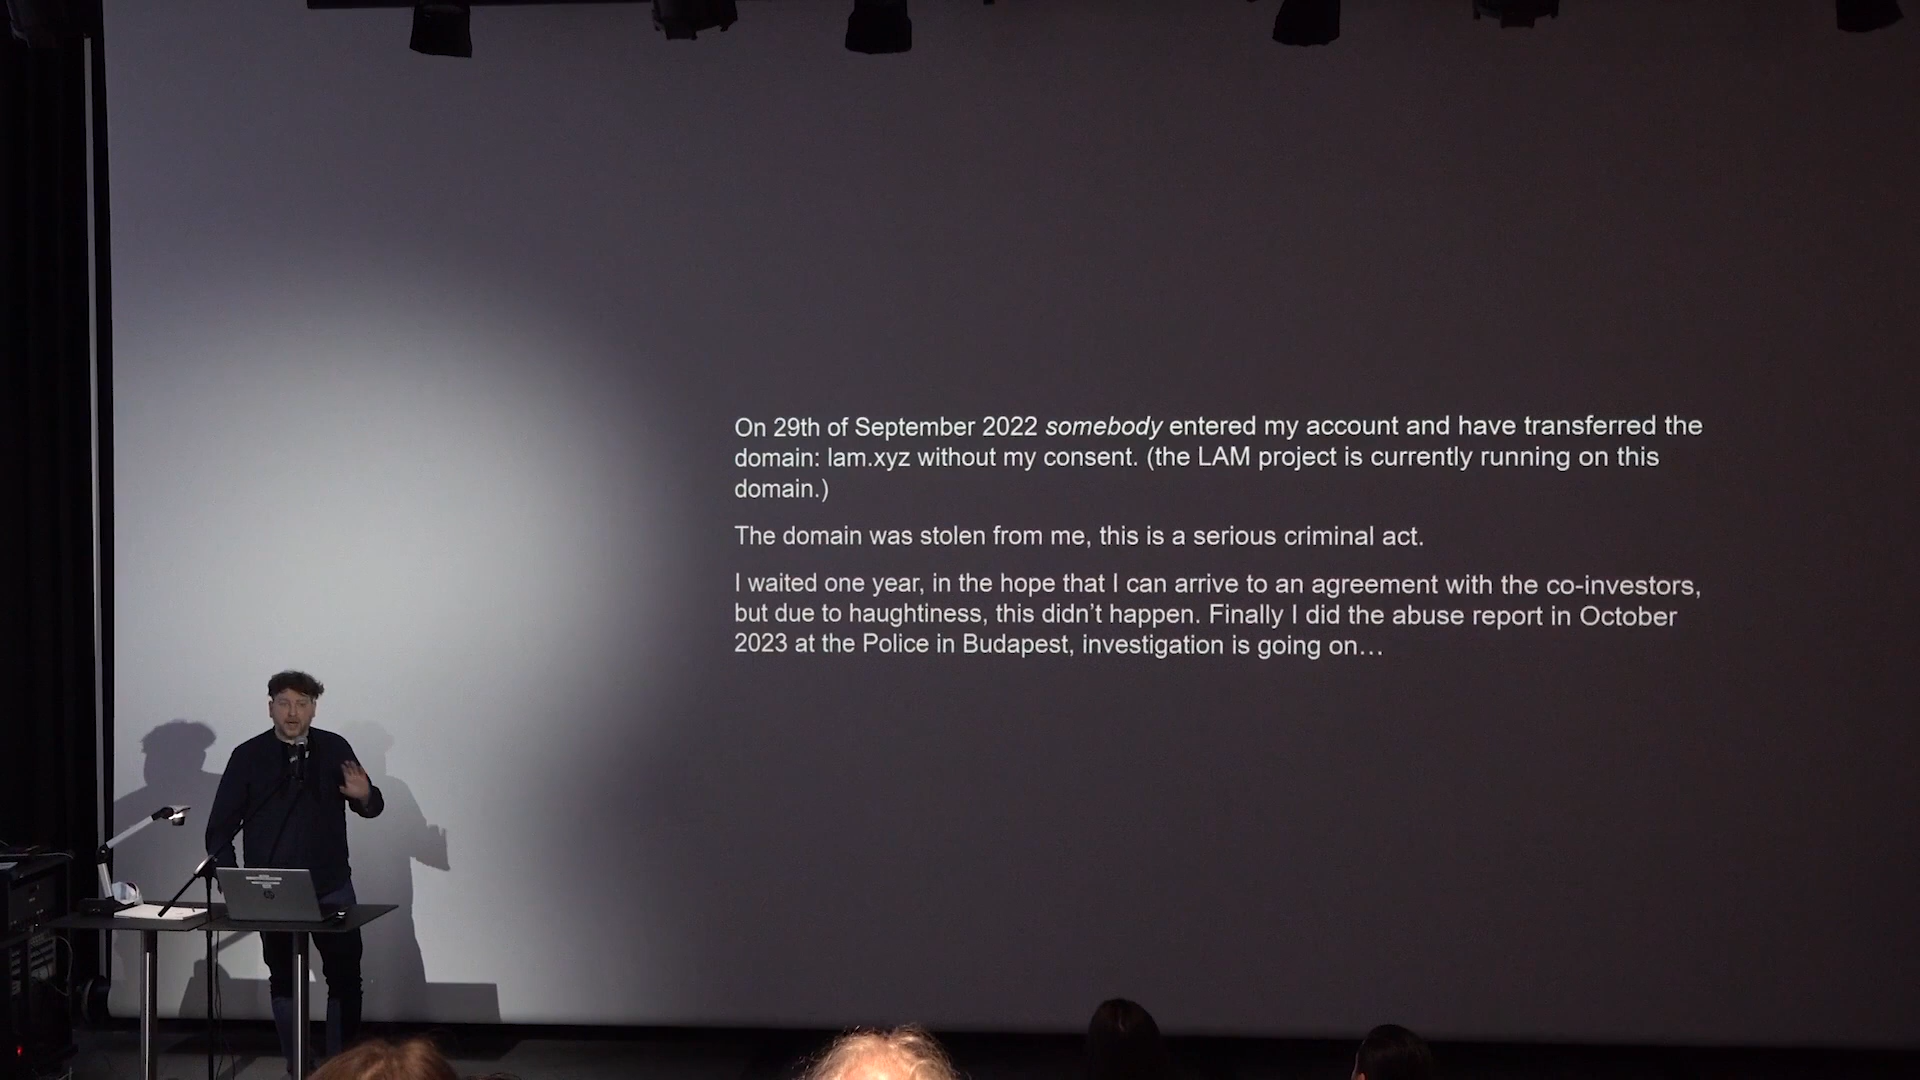 On 29th of September 2022 somebody entered my account and have transferred the
domain: lam.xyz without my consent. (the LAM project is currently running on this
domain.)
The domain was stolen from me, this is a serious criminal act.
I waited one year, in the hope that I can arrive to an agreement with the co-investors,
but due to haughtiness, this didn't happen. Finally I did the abuse report in October
2023 at the Police in Budapest, investigation is going on…